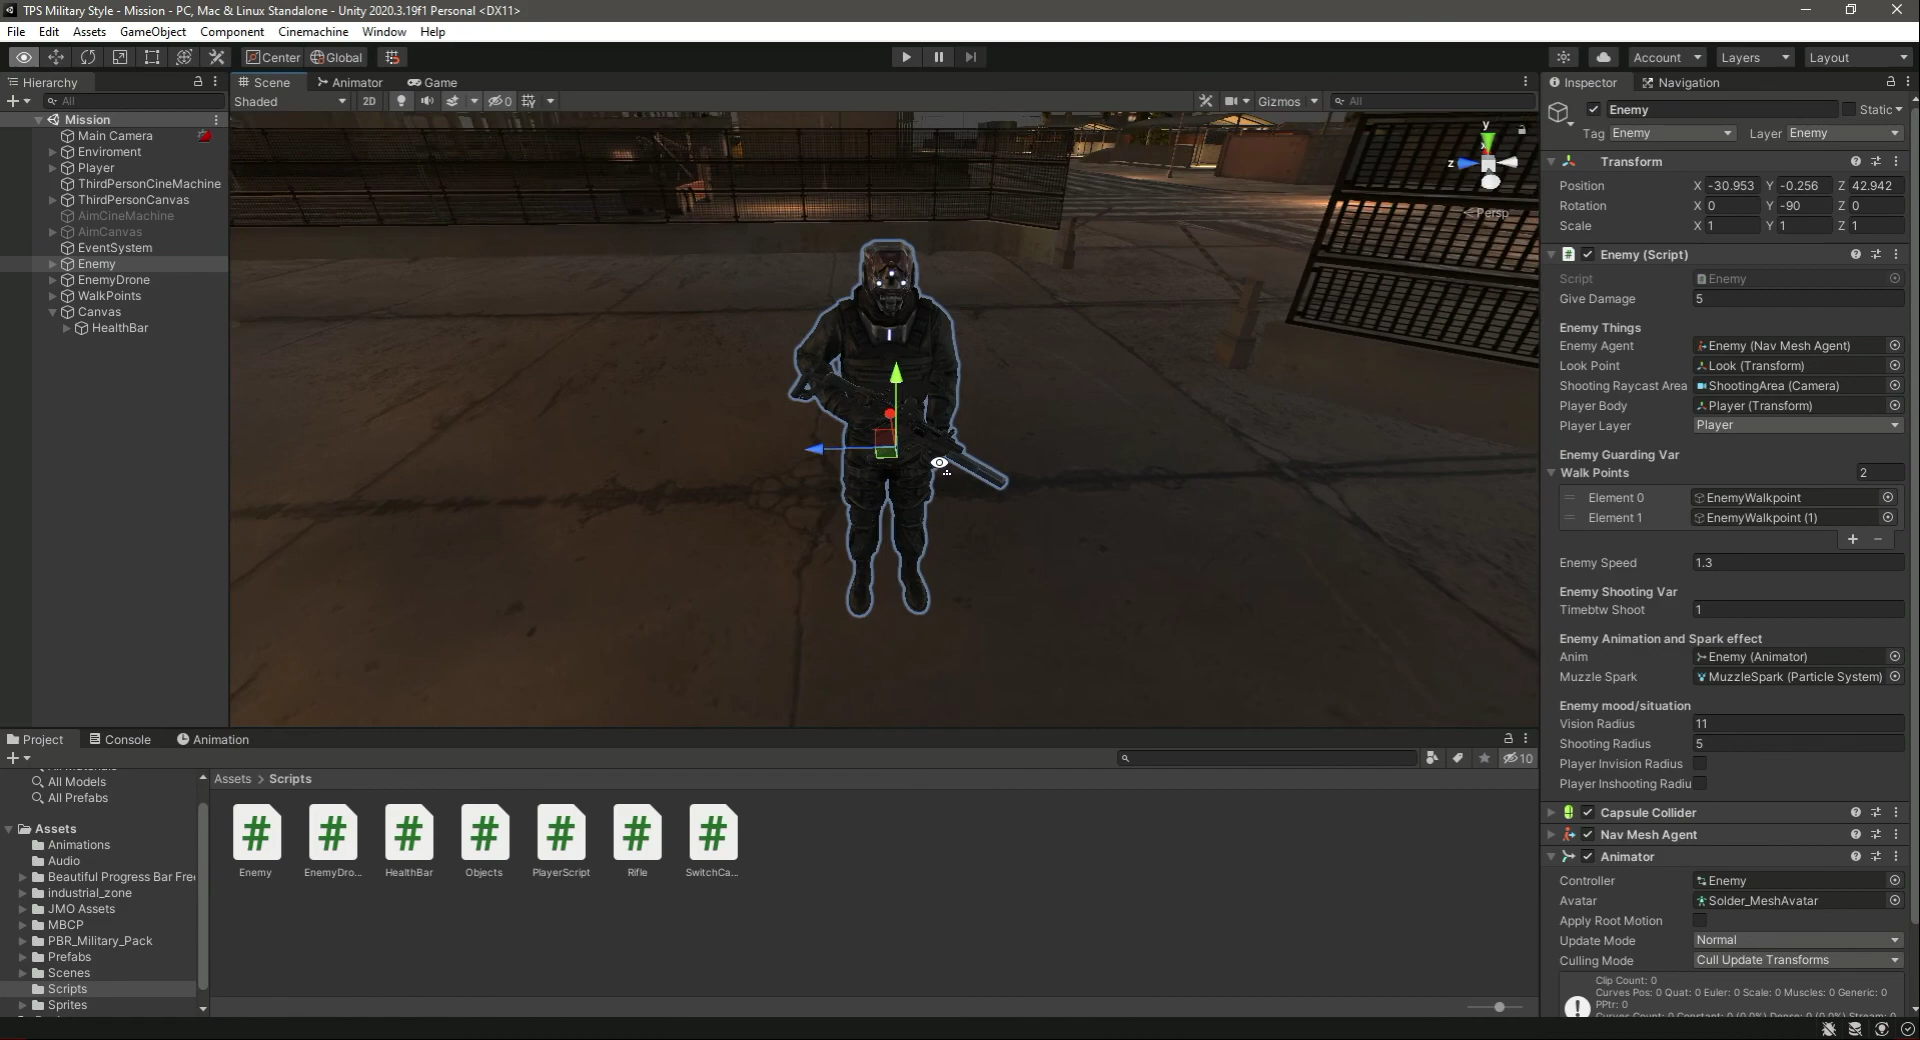 TPS Military Style - Mission - PC, Mac & Linux Standalone - Unity 2020.3.19f1 Personal <DX11>
File Edit Assets GameObject Component Cinemachine Window Help
Center Global
Account Layers Layout
Hierarchy
All
Mission
Main Camera
Enviroment
Player
ThirdPersonCineMachine
ThirdPersonCanvas
AimCineMachine
AimCanvas
EventSystem
Enemy
EnemyDrone
WalkPoints
Canvas
HealthBar
Scene Animator Game
Shaded 2D 0 Gizmos All
y
x
z
Persp
Inspector Navigation
Enemy Static
Tag Enemy Layer Enemy
Transform
Position X -30.953 Y -0.256 Z 42.942
Rotation X 0 Y -90 Z 0
Scale X 1 Y 1 Z 1
Enemy (Script)
Script Enemy
Give Damage 5
Enemy Things
Enemy Agent Enemy (Nav Mesh Agent)
Look Point Look (Transform)
Shooting Raycast Area ShootingArea (Camera)
Player Body Player (Transform)
Player Layer Player
Enemy Guarding Var
Walk Points 2
Element 0 EnemyWalkpoint
Element 1 EnemyWalkpoint (1)
Enemy Speed 1.3
Enemy Shooting Var
Timebtw Shoot 1
Enemy Animation and Spark effect
Anim Enemy (Animator)
Muzzle Spark MuzzleSpark (Particle System)
Enemy mood/situation
Vision Radius 11
Shooting Radius 5
Player Invision Radius
Player Inshooting Radiu
Capsule Collider
Nav Mesh Agent
Animator
Controller Enemy
Avatar Solder_MeshAvatar
Apply Root Motion
Update Mode Normal
Culling Mode Cull Update Transforms
Clip Count: 0
Curves Pos: 0 Quat: 0 Euler: 0 Scale: 0 Muscles: 0 Generic: 0
PPtr: 0
Project Console Animation
10
All Models
All Prefabs
Assets
Animations
Audio
Beautiful Progress Bar Free
industrial_zone
JMO Assets
MBCP
PBR_Military_Pack
Prefabs
Scenes
Scripts
Sprites
Assets > Scripts
Enemy EnemyDro... HealthBar Objects PlayerScript Rifle SwitchCa...